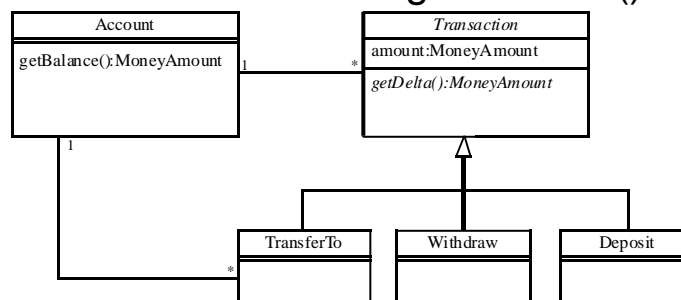 ()
Account
getBalance():MoneyAmount
1
*
Transaction
amount:MoneyAmount
getDelta():MoneyAmount
1
*
TransferTo
Withdraw
Deposit